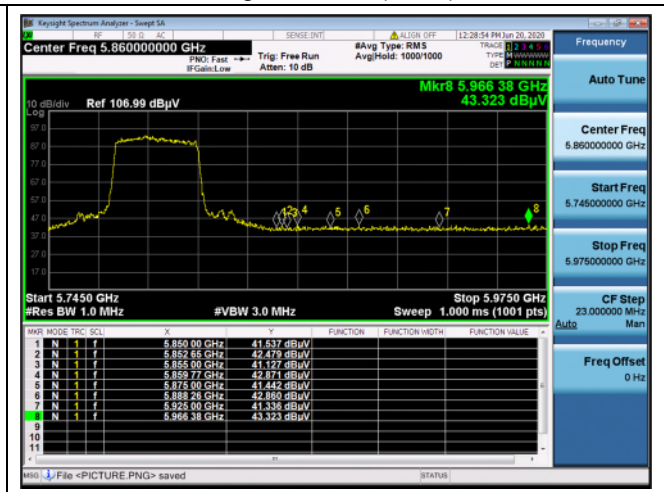 Keysight Spectrum Analyzer - Swept SA
RF 50 Ω AC SENSE:INT ALIGN OFF 12:28:54 PM Jun 20, 2020
Center Freq 5.860000000 GHz #Avg Type: RMS TRACE 1 2 3 4 5 6
PNO: Fast Trig: Free Run Avg|Hold: 1000/1000 TYPE M W W W W W
IFGain:Low Atten: 10 dB DET P N N N N N
Mkr8 5.966 38 GHz
43.323 dBµV
10 dB/div Ref 106.99 dBµV
Log
97.0
87.0
77.0
67.0
57.0
47.0
37.0
27.0
17.0
1 2 3 4 5 6 7 8
Start 5.7450 GHz Stop 5.9750 GHz
#Res BW 1.0 MHz #VBW 3.0 MHz Sweep 1.000 ms (1001 pts)
MKR MODE TRC SCL X Y FUNCTION FUNCTION WIDTH FUNCTION VALUE
1 N 1 f 5.850 00 GHz 41.537 dBµV
2 N 1 f 5.852 65 GHz 42.479 dBµV
3 N 1 f 5.855 00 GHz 41.127 dBµV
4 N 1 f 5.859 77 GHz 42.871 dBµV
5 N 1 f 5.875 00 GHz 41.442 dBµV
6 N 1 f 5.888 26 GHz 42.860 dBµV
7 N 1 f 5.925 00 GHz 41.336 dBµV
8 N 1 f 5.966 38 GHz 43.323 dBµV
9
10
11
MSG File <PICTURE.PNG> saved STATUS
Frequency
Auto Tune
Center Freq
5.860000000 GHz
Start Freq
5.745000000 GHz
Stop Freq
5.975000000 GHz
CF Step
23.000000 MHz
Auto Man
Freq Offset
0 Hz